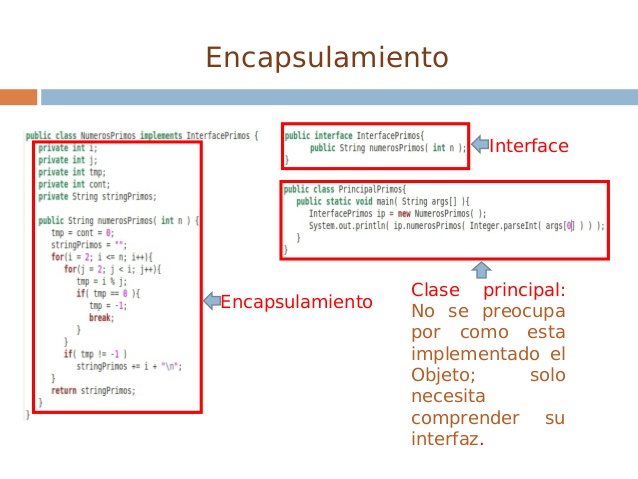 Encapsulamiento
public class NumerosPrimos implements InterfacePrimos {
private int i;
private int j;
private int tmp;
private int cont;
private String stringPrimos;
public String numerosPrimos( int n ) {
tmp = cont = 0;
stringPrimos = "";
for(i = 2; i <= n; i++){
for(j = 2; j < i; j++){
tmp = i % j;
if( tmp == 0 ){
tmp = -1;
break;
}
}
if( tmp != -1 )
stringPrimos += i + "\n";
}
return stringPrimos;
}
}
Encapsulamiento
public interface InterfacePrimos{
public String numerosPrimos( int n );
}
Interface
public class PrincipalPrimos{
public static void main( String args[] ){
InterfacePrimos ip = new NumerosPrimos( );
System.out.println( ip.numerosPrimos( Integer.parseInt( args[0] ) ) );
}
}
Clase principal:
No se preocupa
por como esta
implementado el
Objeto; solo
necesita
comprender su
interfaz.